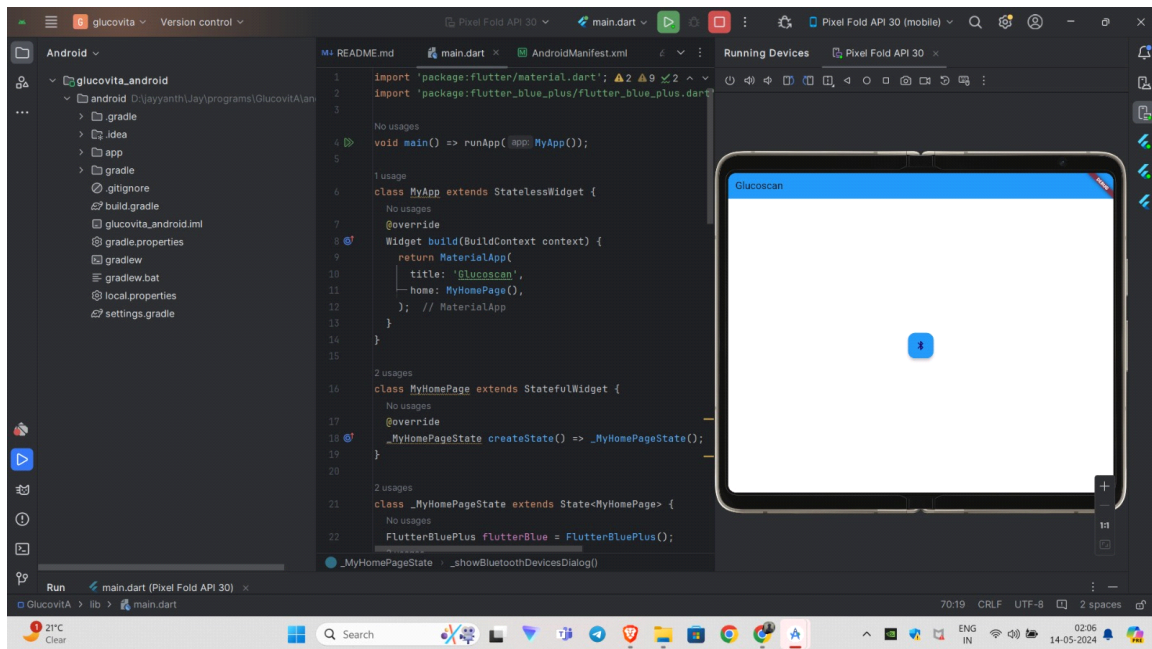 G glucovita Version control Pixel Fold API 30 main.dart Pixel Fold API 30 (mobile)
Android
glucovita_android
android D:\jayyanth\Jay\programs\GlucovitA\an
.gradle
.idea
app
gradle
.gitignore
build.gradle
glucovita_android.iml
gradle.properties
gradlew
gradlew.bat
local.properties
settings.gradle
README.md main.dart AndroidManifest.xml
1 import 'package:flutter/material.dart'; 2 9 2
2 import 'package:flutter_blue_plus/flutter_blue_plus.dart'
3
No usages
4 void main() => runApp( app: MyApp());
5
1 usage
6 class MyApp extends StatelessWidget {
No usages
7 @override
8 Widget build(BuildContext context) {
9 return MaterialApp(
10 title: 'Glucoscan',
11 home: MyHomePage(),
12 ); // MaterialApp
13 }
14 }
15
2 usages
16 class MyHomePage extends StatefulWidget {
No usages
17 @override
18 _MyHomePageState createState() => _MyHomePageState();
19 }
20
2 usages
21 class _MyHomePageState extends State<MyHomePage> {
No usages
22 FlutterBluePlus flutterBlue = FlutterBluePlus();
_MyHomePageState _showBluetoothDevicesDialog()
Running Devices Pixel Fold API 30
Glucoscan
DEBUG
1:1
Run main.dart (Pixel Fold API 30)
GlucovitA > lib > main.dart 70:19 CRLF UTF-8 2 spaces
1 21°C
Clear
Search
ENG
IN
02:06
14-05-2024
PRE